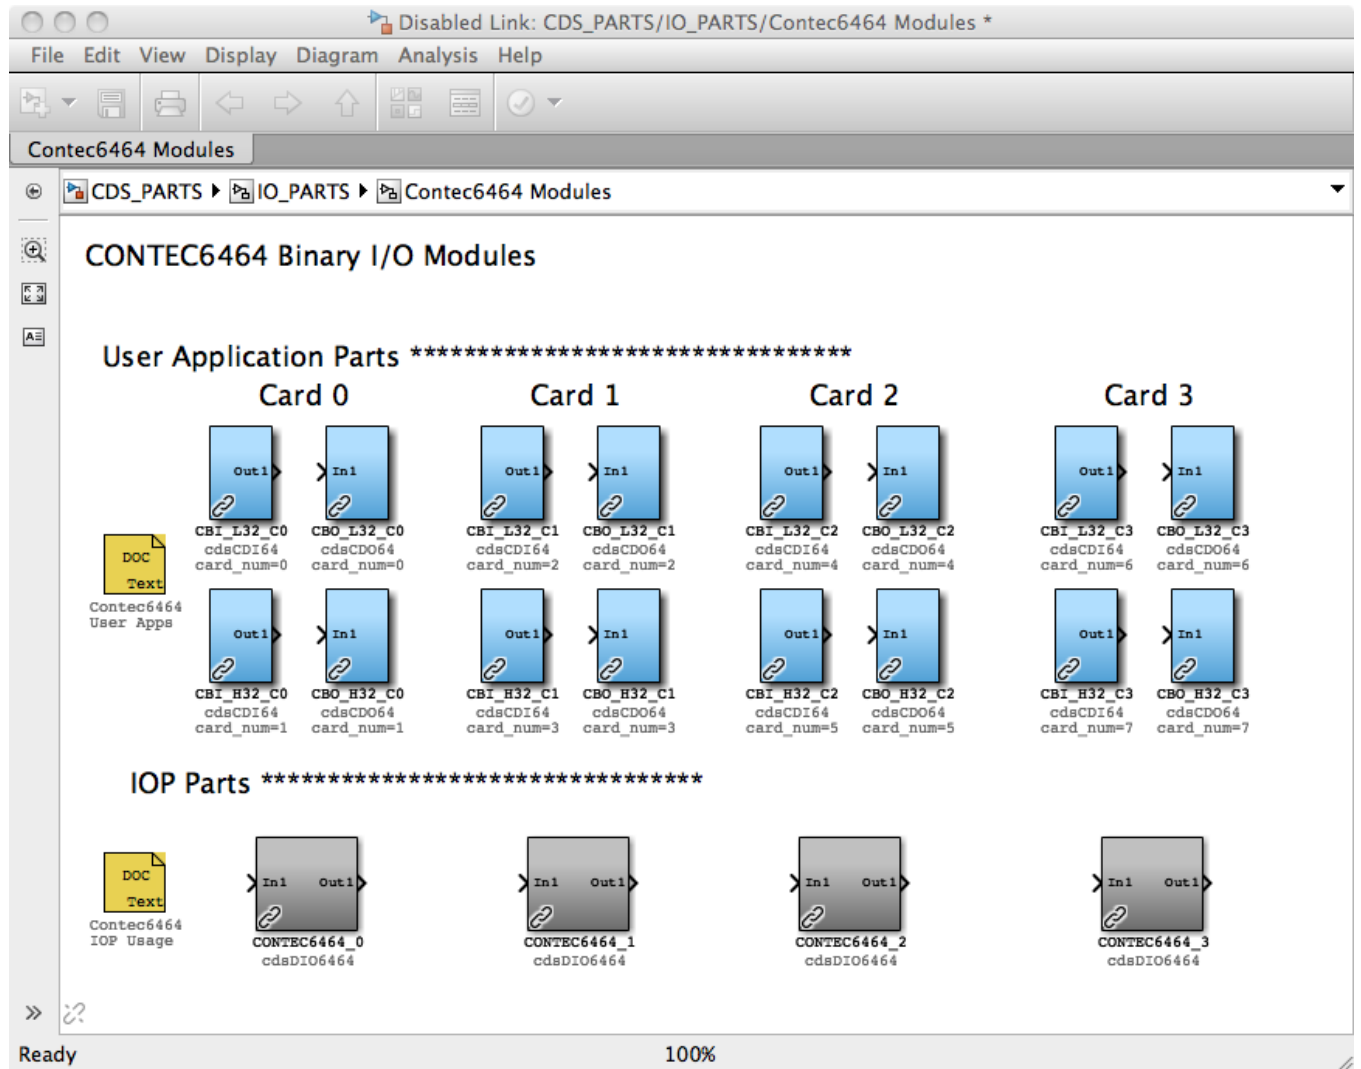 Disabled Link: CDS_PARTS/IO_PARTS/Contec6464 Modules *
File Edit View Display Diagram Analysis Help
Contec6464 Modules
CDS_PARTS IO_PARTS Contec6464 Modules
CONTEC6464 Binary I/O Modules
User Application Parts *********************************
Card 0 Card 1 Card 2 Card 3
Out1 In1 Out1 In1 Out1 In1 Out1 In1
CBI_L32_C0 CBO_L32_C0 CBI_L32_C1 CBO_L32_C1 CBI_L32_C2 CBO_L32_C2 CBI_L32_C3 CBO_L32_C3
cdsCDI64 cdsCDO64 cdsCDI64 cdsCDO64 cdsCDI64 cdsCDO64 cdsCDI64 cdsCDO64
card_num=0 card_num=0 card_num=2 card_num=2 card_num=4 card_num=4 card_num=6 card_num=6
DOC
Text
Contec6464
User Apps
Out1 In1 Out1 In1 Out1 In1 Out1 In1
CBI_H32_C0 CBO_H32_C0 CBI_H32_C1 CBO_H32_C1 CBI_H32_C2 CBO_H32_C2 CBI_H32_C3 CBO_H32_C3
cdsCDI64 cdsCDO64 cdsCDI64 cdsCDO64 cdsCDI64 cdsCDO64 cdsCDI64 cdsCDO64
card_num=1 card_num=1 card_num=3 card_num=3 card_num=5 card_num=5 card_num=7 card_num=7
IOP Parts *********************************
DOC
Text
Contec6464
IOP Usage
In1 Out1 In1 Out1 In1 Out1 In1 Out1
CONTEC6464_0 CONTEC6464_1 CONTEC6464_2 CONTEC6464_3
cdsDIO6464 cdsDIO6464 cdsDIO6464 cdsDIO6464
Ready 100%